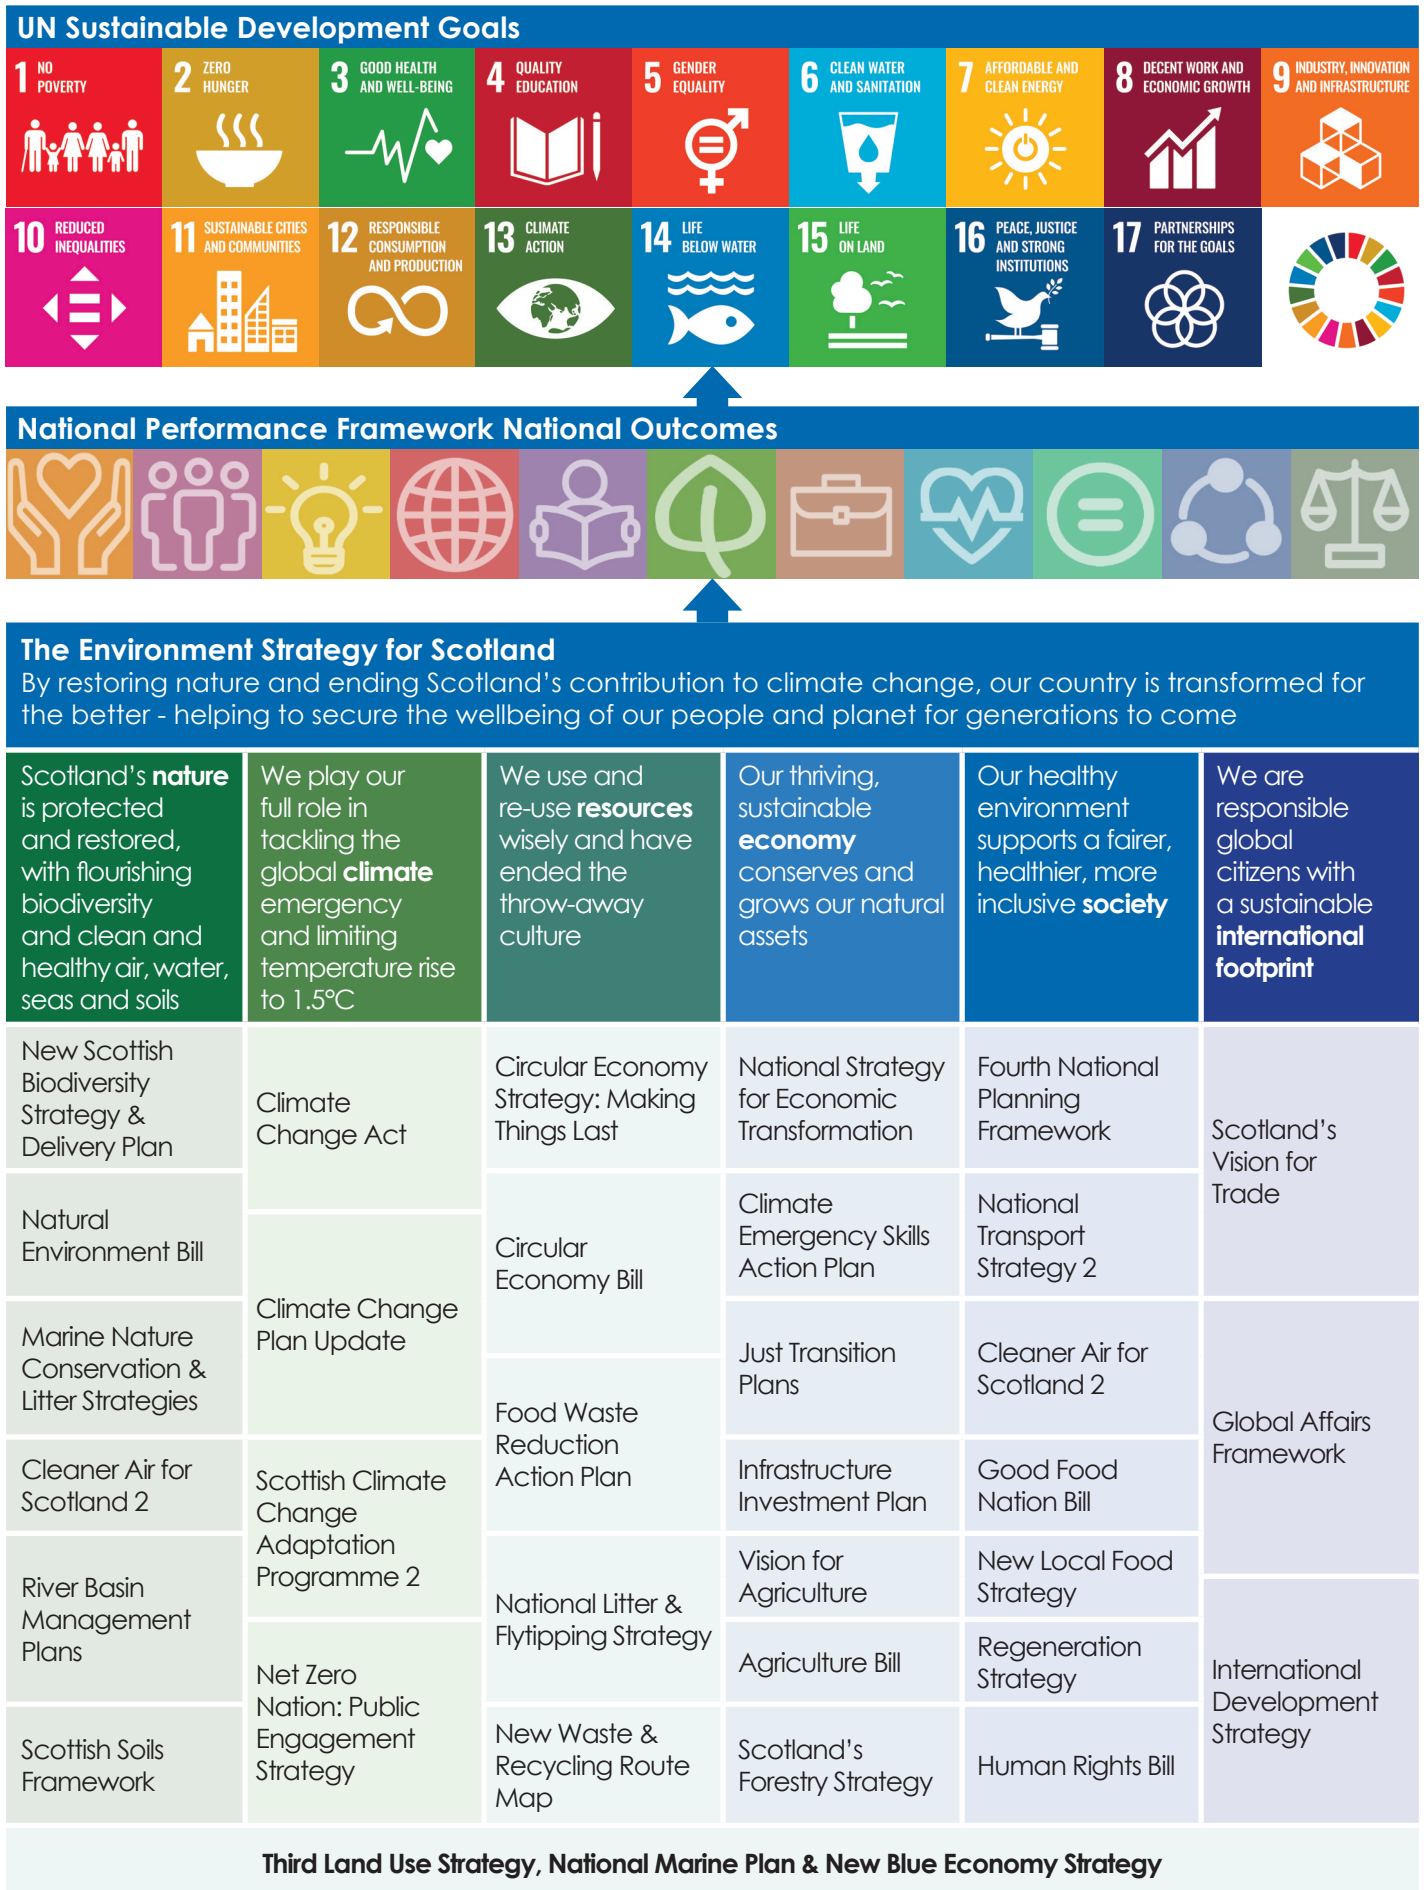 UN Sustainable Development Goals
1 NO
POVERTY
2 ZERO
HUNGER
3 GOOD HEALTH
AND WELL-BEING
4 QUALITY
EDUCATION
5 GENDER
EQUALITY
6 CLEAN WATER
AND SANITATION
7 AFFORDABLE AND
CLEAN ENERGY
8 DECENT WORK AND
ECONOMIC GROWTH
9 INDUSTRY, INNOVATION
AND INFRASTRUCTURE
10 REDUCED
INEQUALITIES
11 SUSTAINABLE CITIES
AND COMMUNITIES
12 RESPONSIBLE
CONSUMPTION
AND PRODUCTION
13 CLIMATE
ACTION
14 LIFE
BELOW WATER
15 LIFE
ON LAND
16 PEACE, JUSTICE
AND STRONG
INSTITUTIONS
17 PARTNERSHIPS
FOR THE GOALS
National Performance Framework National Outcomes
The Environment Strategy for Scotland
By restoring nature and ending Scotland's contribution to climate change, our country is transformed for
the better - helping to secure the wellbeing of our people and planet for generations to come
Scotland's nature
is protected
and restored,
with flourishing
biodiversity
and clean and
healthy air, water,
seas and soils
We play our
full role in
tackling the
global climate
emergency
and limiting
temperature rise
to 1.5°C
We use and
re-use resources
wisely and have
ended the
throw-away
culture
Our thriving,
sustainable
economy
conserves and
grows our natural
assets
Our healthy
environment
supports a fairer,
healthier, more
inclusive society
We are
responsible
global
citizens with
a sustainable
international
footprint
New Scottish
Biodiversity
Strategy &
Delivery Plan
Natural
Environment Bill
Marine Nature
Conservation &
Litter Strategies
Cleaner Air for
Scotland 2
River Basin
Management
Plans
Scottish Soils
Framework
Climate
Change Act
Climate Change
Plan Update
Scottish Climate
Change
Adaptation
Programme 2
Net Zero
Nation: Public
Engagement
Strategy
Circular Economy
Strategy: Making
Things Last
Circular
Economy Bill
Food Waste
Reduction
Action Plan
National Litter &
Flytipping Strategy
New Waste &
Recycling Route
Map
National Strategy
for Economic
Transformation
Climate
Emergency Skills
Action Plan
Just Transition
Plans
Infrastructure
Investment Plan
Vision for
Agriculture
Agriculture Bill
Scotland's
Forestry Strategy
Fourth National
Planning
Framework
National
Transport
Strategy 2
Cleaner Air for
Scotland 2
Good Food
Nation Bill
New Local Food
Strategy
Regeneration
Strategy
Human Rights Bill
Scotland's
Vision for
Trade
Global Affairs
Framework
International
Development
Strategy
Third Land Use Strategy, National Marine Plan & New Blue Economy Strategy